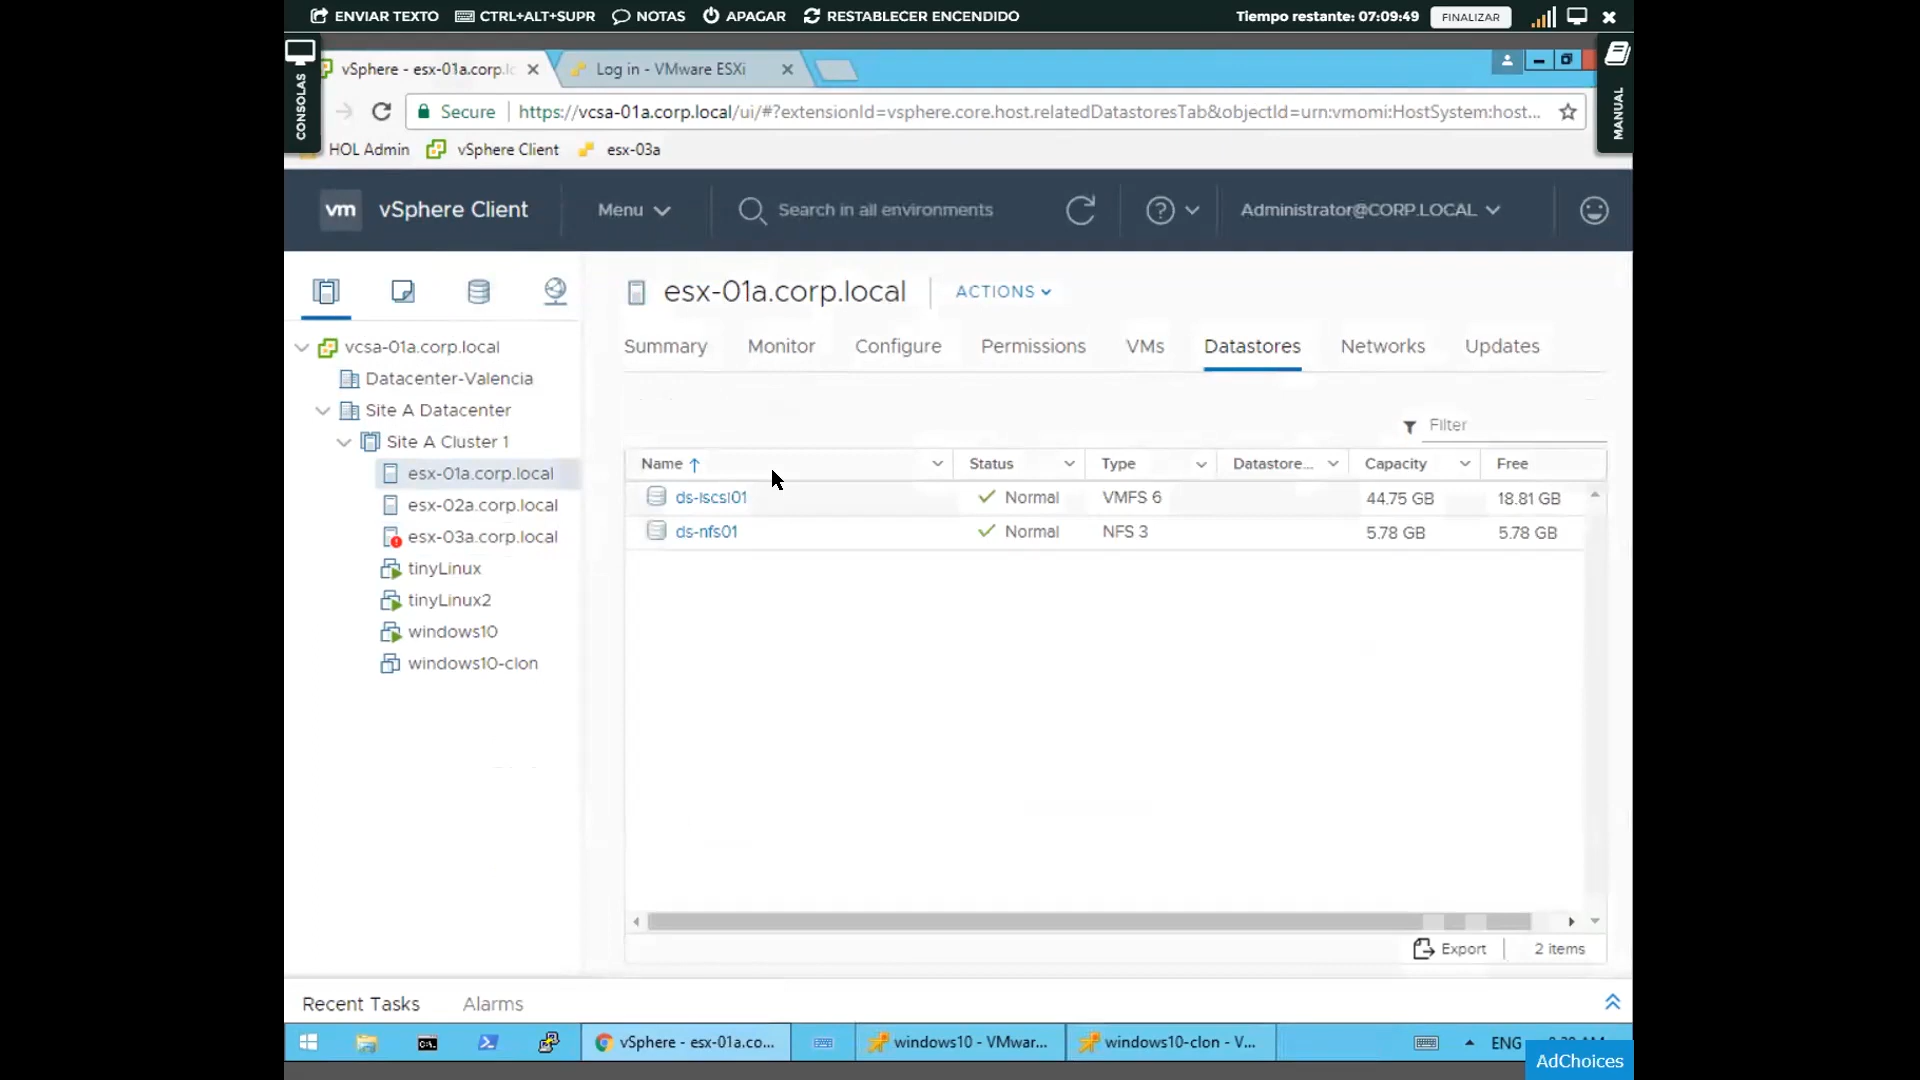 ENVIAR TEXTO CTRL+ALT+SUPR NOTAS APAGAR RESTABLECER ENCENDIDO Tiempo restante: 07:09:49 FINALIZAR
CONSOLAS
MANUAL
vSphere - esx-01a.corp.lo Log in - VMware ESXi
Secure https://vcsa-01a.corp.local/ui/#?extensionId=vsphere.core.host.relatedDatastoresTab&objectId=urn:vmomi:HostSystem:host...
HOL Admin vSphere Client esx-03a
vm vSphere Client Menu Search in all environments Administrator@CORP.LOCAL
esx-01a.corp.local ACTIONS
Summary Monitor Configure Permissions VMs Datastores Networks Updates
vcsa-01a.corp.local
Datacenter-Valencia
Site A Datacenter
Site A Cluster 1
esx-01a.corp.local
esx-02a.corp.local
esx-03a.corp.local
tinyLinux
tinyLinux2
windows10
windows10-clon
Filter
Name Status Type Datastore... Capacity Free
ds-iscsi01 Normal VMFS 6 44.75 GB 18.81 GB
ds-nfs01 Normal NFS 3 5.78 GB 5.78 GB
Export 2 items
Recent Tasks Alarms
vSphere - esx-01a.co... windows10 - VMwar... windows10-clon - V... ENG
AdChoices